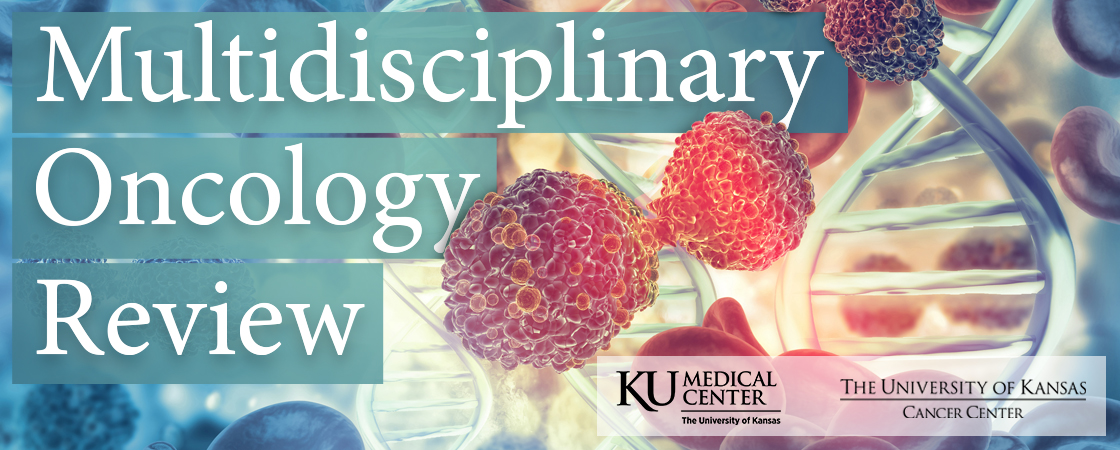 Multidisciplinary
Oncology
Review
KU MEDICAL
CENTER
The University of Kansas
THE UNIVERSITY OF KANSAS
CANCER CENTER